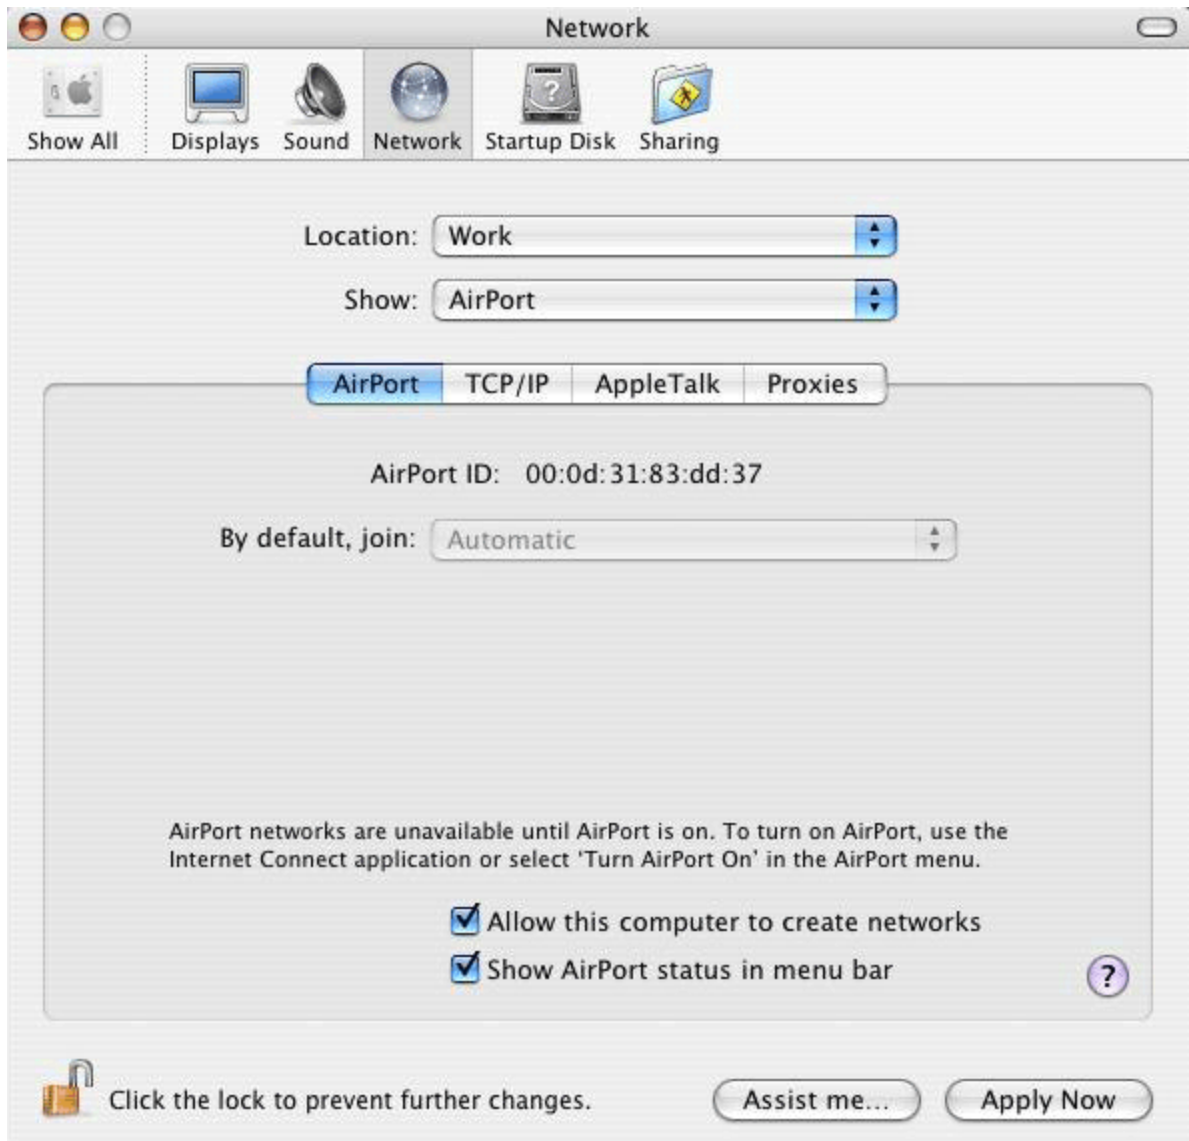 Network
Show All
Displays
Sound
Network
Startup Disk
Sharing
Location: Work
Show: AirPort
AirPort TCP/IP AppleTalk Proxies
AirPort ID: 00:0d:31:83:dd:37
By default, join: Automatic
AirPort networks are unavailable until AirPort is on. To turn on AirPort, use the
Internet Connect application or select ‘Turn AirPort On’ in the AirPort menu.
Allow this computer to create networks
Show AirPort status in menu bar
?
Click the lock to prevent further changes.
Assist me...
Apply Now